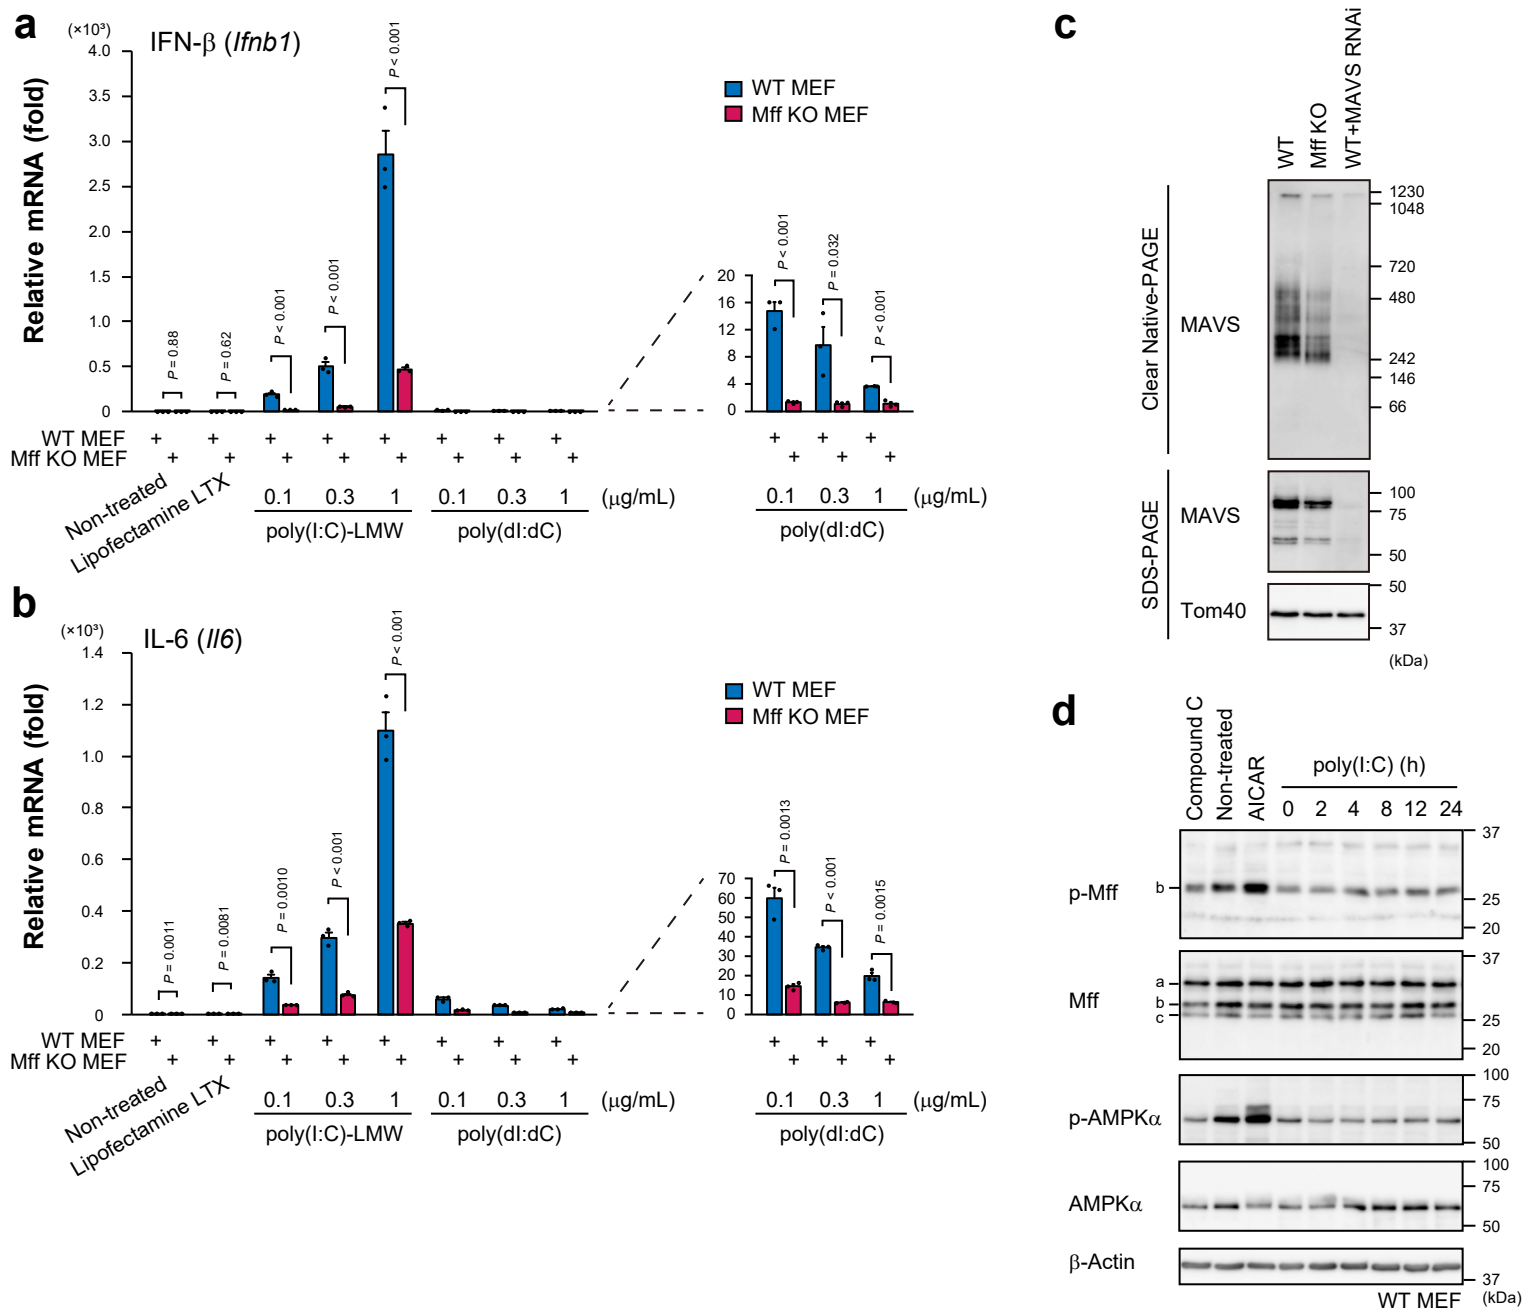 a
(×10³)
IFN-β (Ifnb1)
Relative mRNA (fold)
4.0
3.5
3.0
2.5
2.0
1.5
1.0
0.5
0
P = 0.88
P = 0.62
P < 0.001
P < 0.001
P < 0.001
WT MEF
Mff KO MEF
20
16
12
8
4
0
P < 0.001
P = 0.032
P < 0.001
WT MEF + + + + + + + + + + +
Mff KO MEF + + + + + + + + + + +
Non-treated
Lipofectamine LTX
0.1 0.3 1 0.1 0.3 1 (μg/mL) 0.1 0.3 1 (μg/mL)
poly(I:C)-LMW poly(dI:dC) poly(dI:dC)
b
(×10³)
IL-6 (Il6)
Relative mRNA (fold)
1.4
1.2
1.0
0.8
0.6
0.4
0.2
0
P = 0.0011
P = 0.0081
P = 0.0010
P < 0.001
P < 0.001
WT MEF
Mff KO MEF
70
60
50
40
30
20
10
0
P = 0.0013
P < 0.001
P = 0.0015
WT MEF + + + + + + + + + + +
Mff KO MEF + + + + + + + + + + +
Non-treated
Lipofectamine LTX
0.1 0.3 1 0.1 0.3 1 (μg/mL) 0.1 0.3 1 (μg/mL)
poly(I:C)-LMW poly(dI:dC) poly(dI:dC)
c
WT
Mff KO
WT+MAVS RNAi
Clear Native-PAGE
MAVS
1230
1048
720
480
242
146
66
SDS-PAGE
MAVS
100
75
50
Tom40
50
37
(kDa)
d
Compound C
Non-treated
AICAR
poly(I:C) (h)
0 2 4 8 12 24
p-Mff
b
37
25
20
Mff
a
b
c
37
25
20
p-AMPKα
100
75
50
AMPKα
100
75
50
β-Actin
37
(kDa)
WT MEF